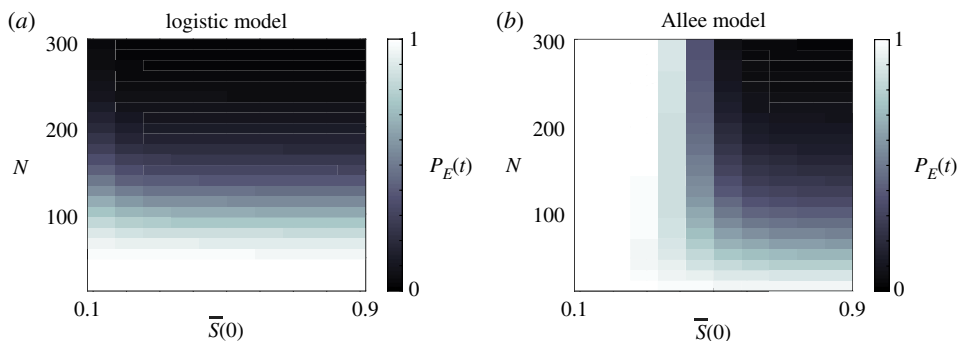 (a) logistic model
300
200
N
100
0.1 0.9
S̅(0)
1
P_E(t)
0
(b) Allee model
300
200
N
100
0.1 0.9
S̅(0)
1
P_E(t)
0